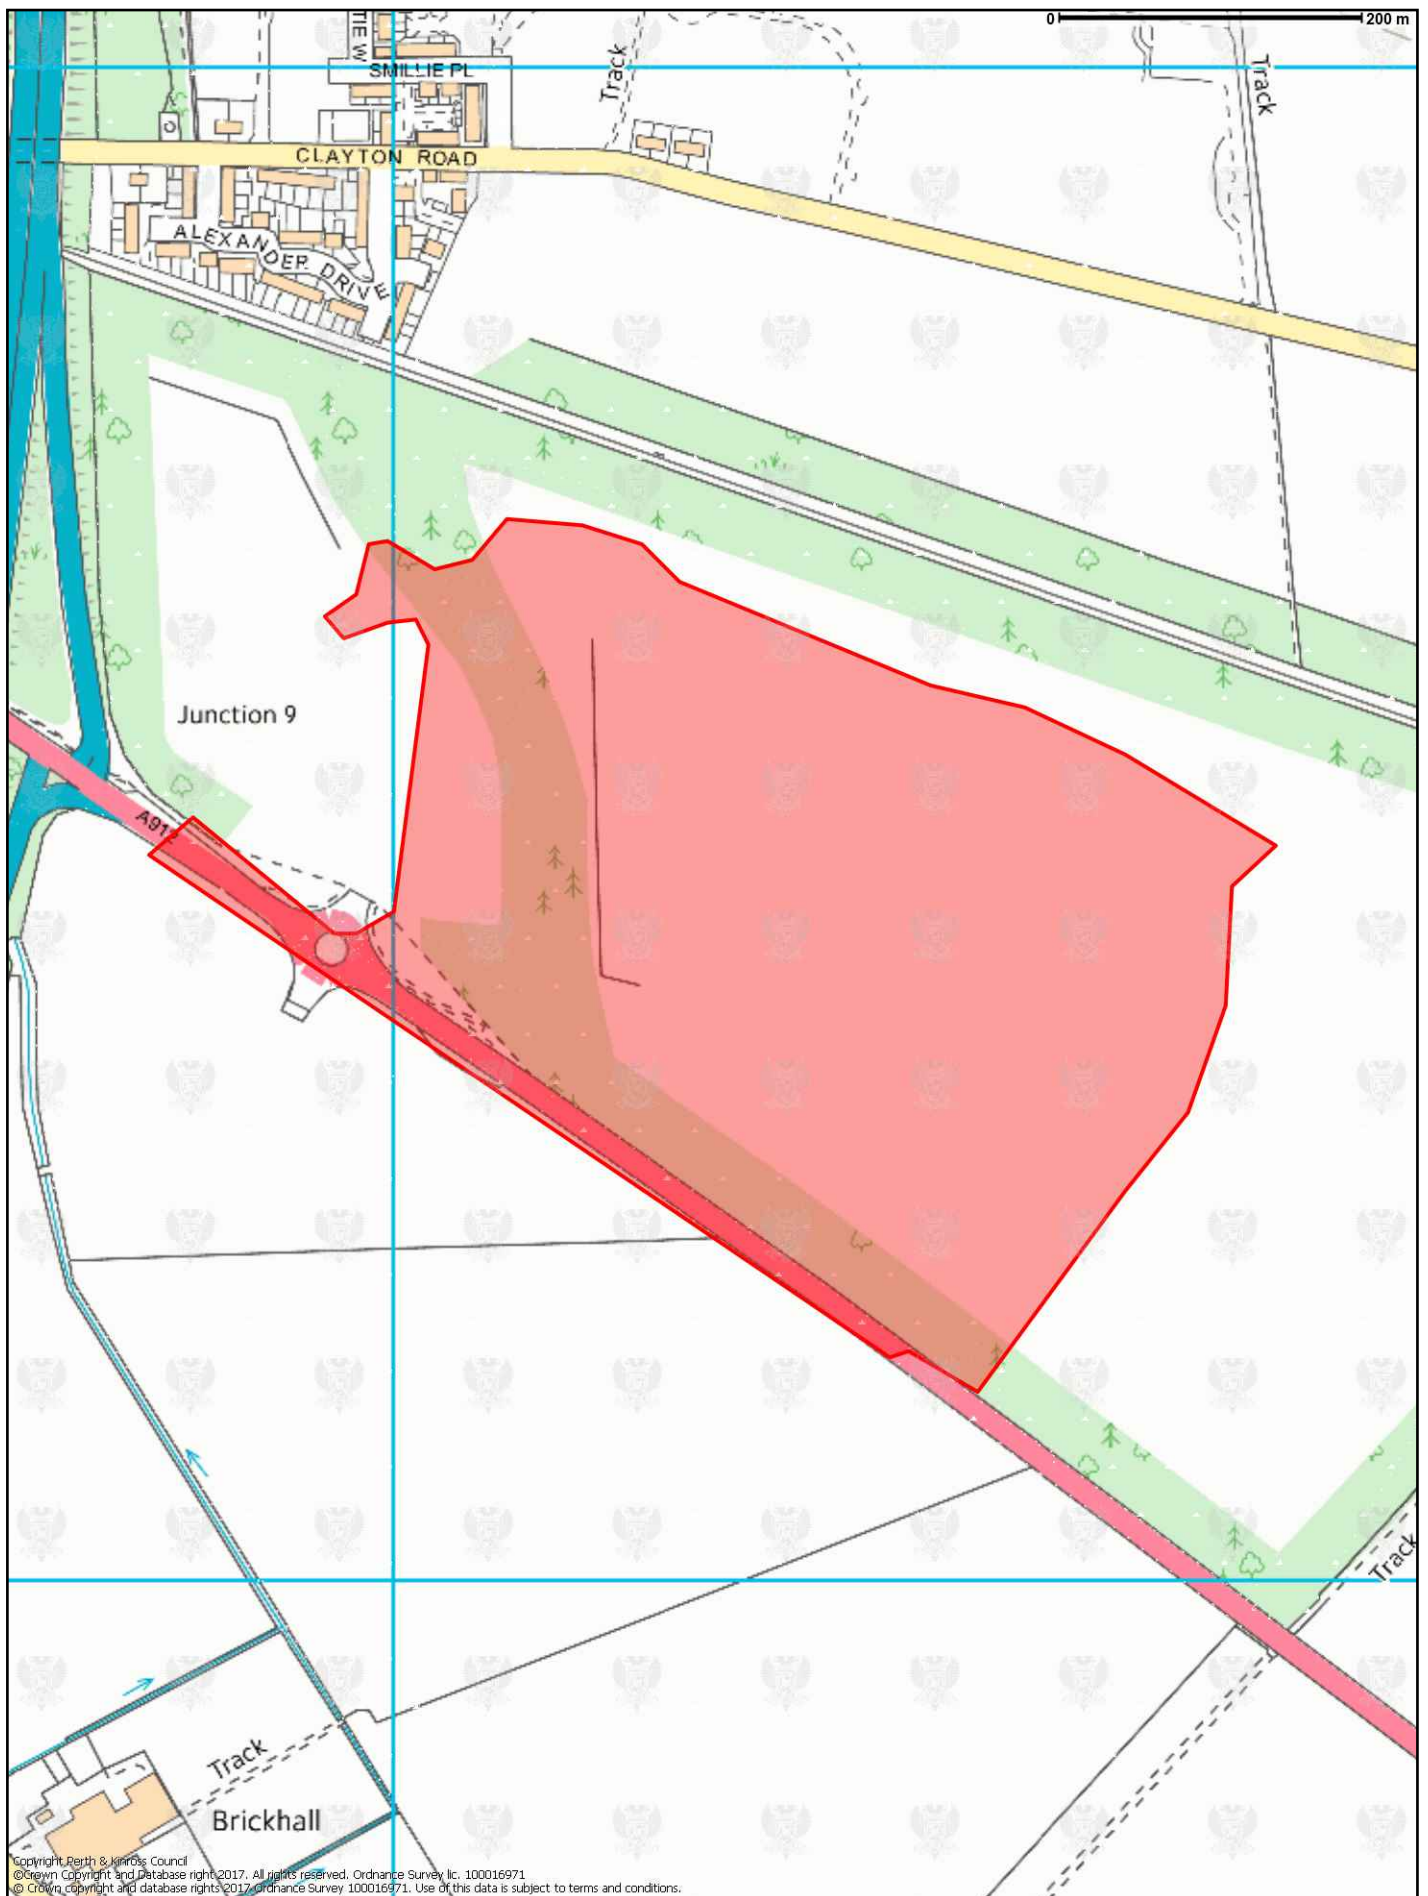 0 200 m
TIE W
SMILLIE PL
Track
Track
CLAYTON ROAD
ALEXANDER DRIVE
Junction 9
A912
Track
Track
Brickhall
Copyright Perth & Kinross Council
©Crown Copyright and Database right 2017. All rights reserved. Ordnance Survey lic. 100016971
© Crown copyright and database rights 2017 Ordnance Survey 100016971. Use of this data is subject to terms and conditions.